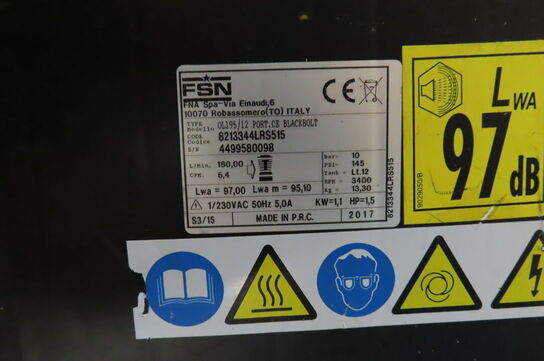 FSN
FNA Spa-Via Einaudi,6
10070 Robassomero(TO) ITALY
CE
TYPE
Modello OL195/12 PORT.CE BLACKBOLT
CODE
Codice 8213344LRS515
S/N 4499580098
L/Min. 180,00
CFM. 6,4
bar= 10
PSI= 145
Tank= Lt.12
RPM = 3400
Kg = 13,30
Lwa = 97,00 Lwa m = 95,10
1/230VAC 50Hz 5,0A KW=1,1 HP=1,5
S3/15 MADE IN P.R.C. 2017
8213344LRS515
LWA
97dB
9029050/B